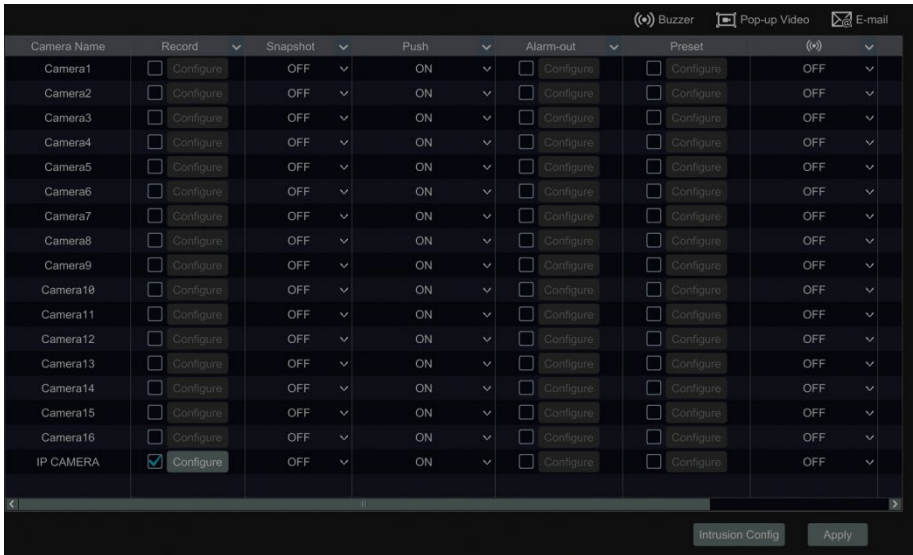 Buzzer Pop-up Video E-mail
Camera Name Record Snapshot Push Alarm-out Preset
Camera1 Configure OFF ON Configure Configure OFF
Camera2 Configure OFF ON Configure Configure OFF
Camera3 Configure OFF ON Configure Configure OFF
Camera4 Configure OFF ON Configure Configure OFF
Camera5 Configure OFF ON Configure Configure OFF
Camera6 Configure OFF ON Configure Configure OFF
Camera7 Configure OFF ON Configure Configure OFF
Camera8 Configure OFF ON Configure Configure OFF
Camera9 Configure OFF ON Configure Configure OFF
Camera10 Configure OFF ON Configure Configure OFF
Camera11 Configure OFF ON Configure Configure OFF
Camera12 Configure OFF ON Configure Configure OFF
Camera13 Configure OFF ON Configure Configure OFF
Camera14 Configure OFF ON Configure Configure OFF
Camera15 Configure OFF ON Configure Configure OFF
Camera16 Configure OFF ON Configure Configure OFF
IP CAMERA Configure OFF ON Configure Configure OFF
Intrusion Config Apply